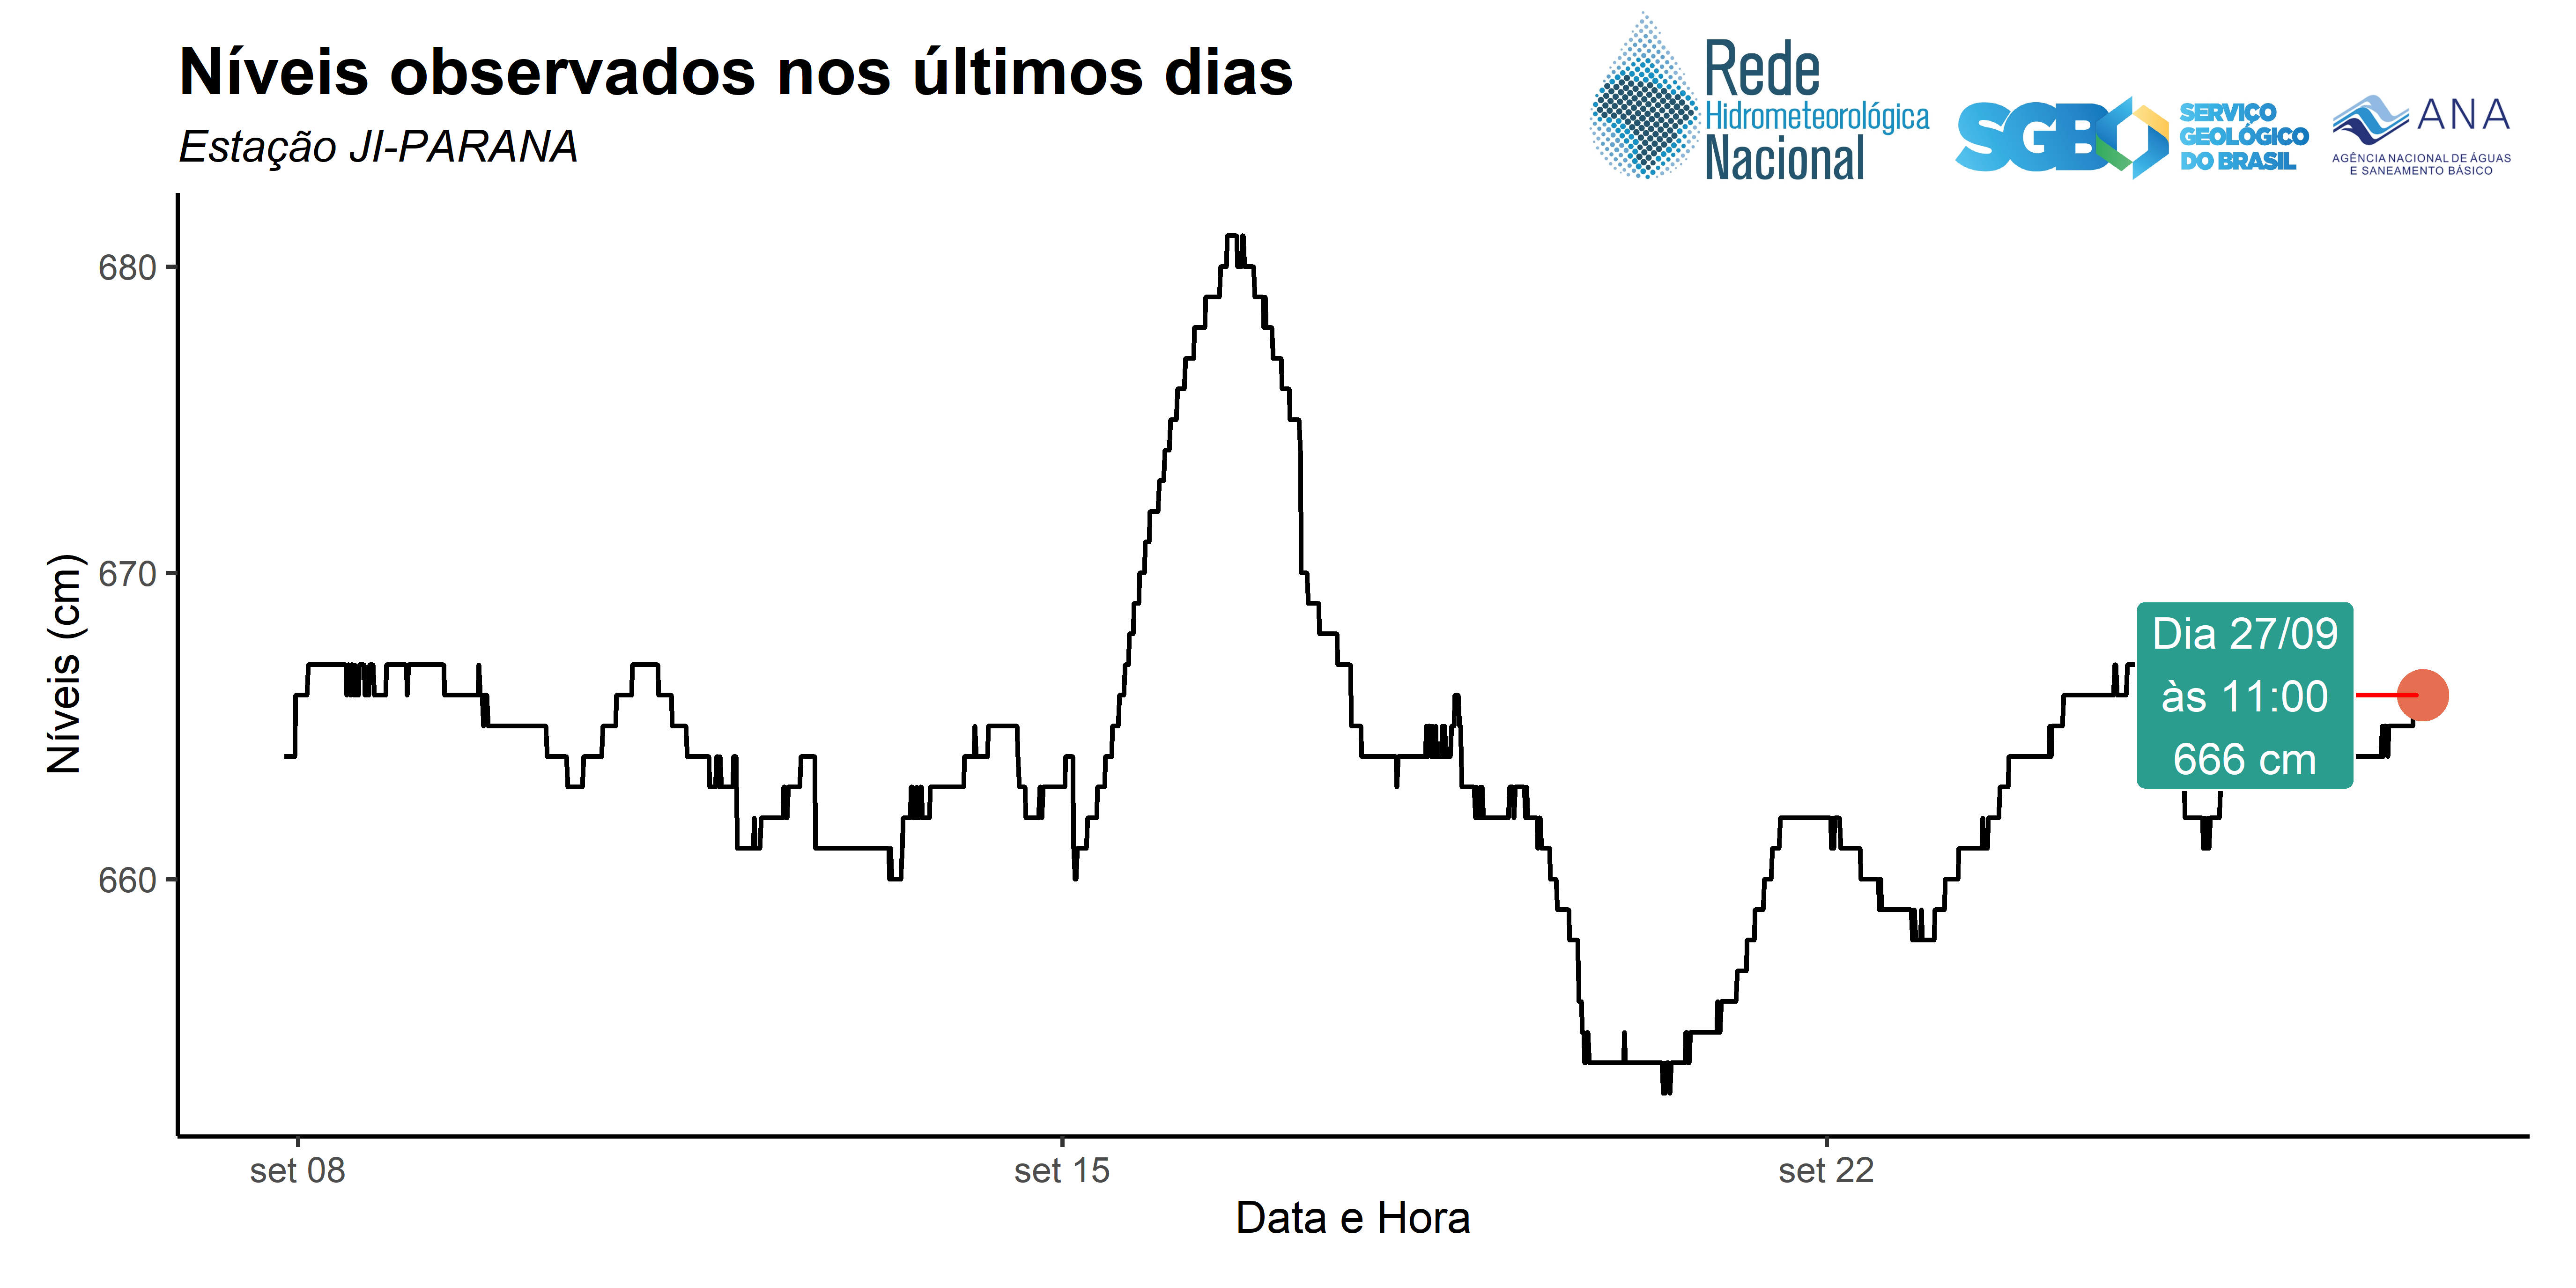 Níveis observados nos últimos dias
Estação JI-PARANA
Rede
Hidrometeorológica
Nacional
SGB
SERVIÇO
GEOLÓGICO
DO BRASIL
ANA
AGÊNCIA NACIONAL DE ÁGUAS
E SANEAMENTO BÁSICO
Níveis (cm)
680
670
660
Dia 27/09
às 11:00
666 cm
set 08
set 15
set 22
Data e Hora